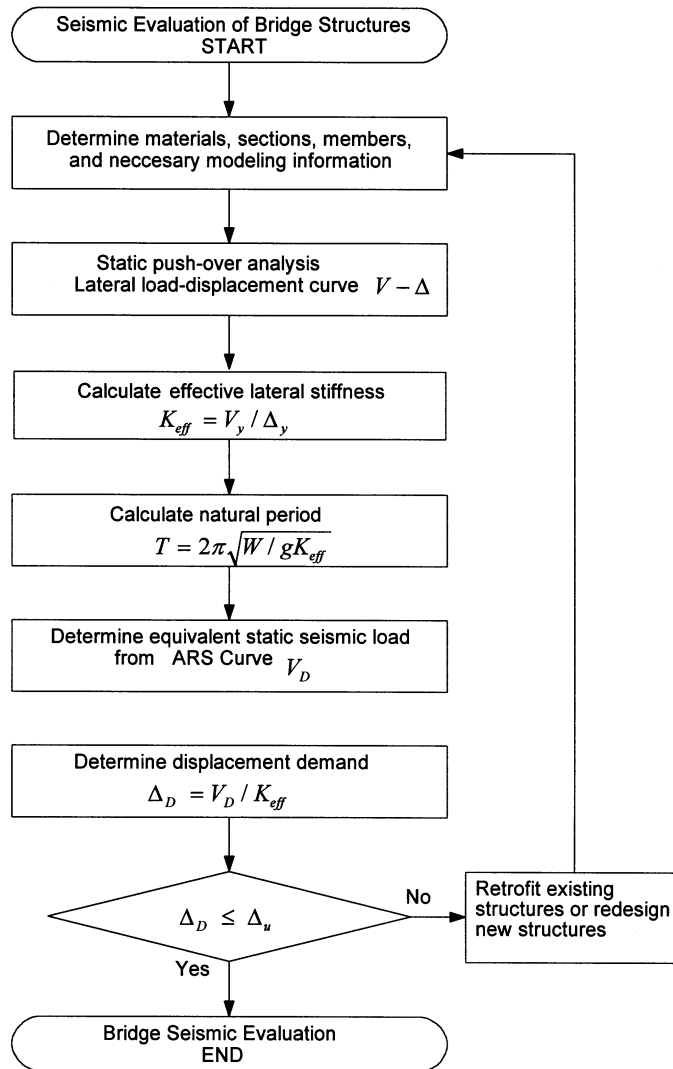 Seismic Evaluation of Bridge Structures
START
Determine materials, sections, members,
and neccesary modeling information
Static push-over analysis
Lateral load-displacement curve V − Δ
Calculate effective lateral stiffness
K_eff = V_y / Δ_y
Calculate natural period
T = 2π√(W / gK_eff)
Determine equivalent static seismic load
from ARS Curve V_D
Determine displacement demand
Δ_D = V_D / K_eff
Δ_D ≤ Δ_u
No
Retrofit existing
structures or redesign
new structures
Yes
Bridge Seismic Evaluation
END